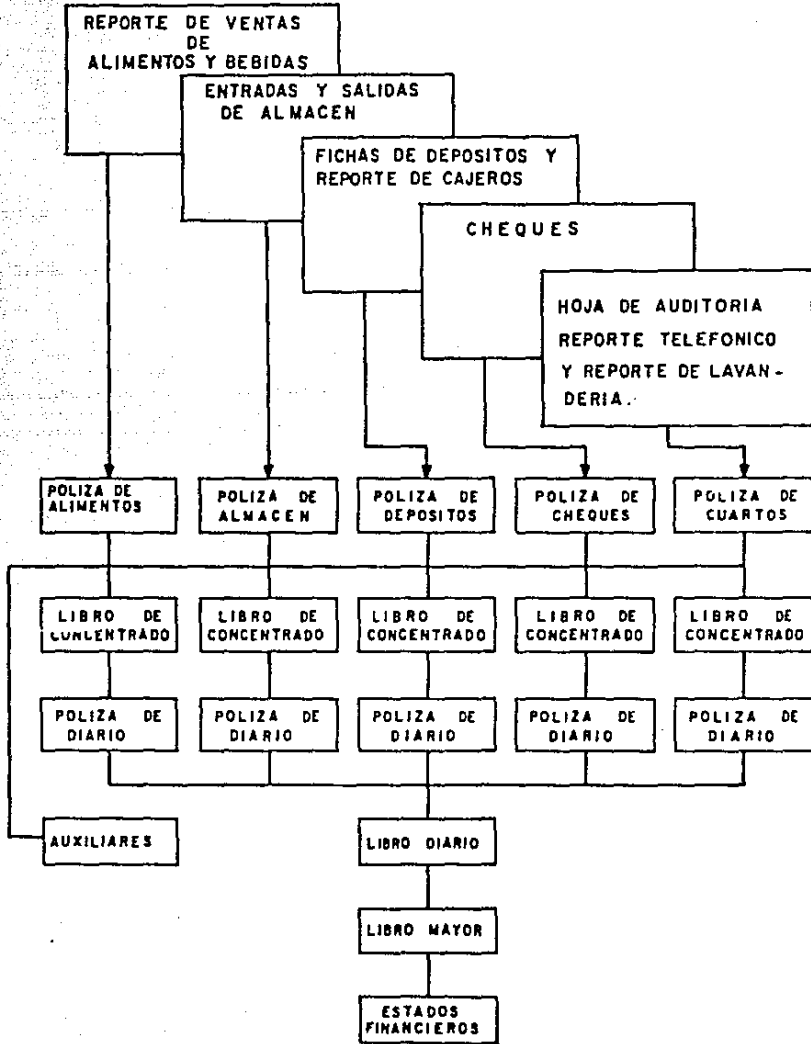 REPORTE DE VENTAS
DE
ALIMENTOS Y BEBIDAS
ENTRADAS Y SALIDAS
DE ALMACEN
FICHAS DE DEPOSITOS Y
REPORTE DE CAJEROS
CHEQUES
HOJA DE AUDITORIA
REPORTE TELEFONICO
Y REPORTE DE LAVAN-
DERIA.
POLIZA DE
ALIMENTOS
POLIZA DE
ALMACEN
POLIZA DE
DEPOSITOS
POLIZA DE
CHEQUES
POLIZA DE
CUARTOS
LIBRO DE
CONCENTRADO
LIBRO DE
CONCENTRADO
LIBRO DE
CONCENTRADO
LIBRO DE
CONCENTRADO
LIBRO DE
CONCENTRADO
POLIZA DE
DIARIO
POLIZA DE
DIARIO
POLIZA DE
DIARIO
POLIZA DE
DIARIO
POLIZA DE
DIARIO
AUXILIARES
LIBRO DIARIO
LIBRO MAYOR
ESTADOS
FINANCIEROS